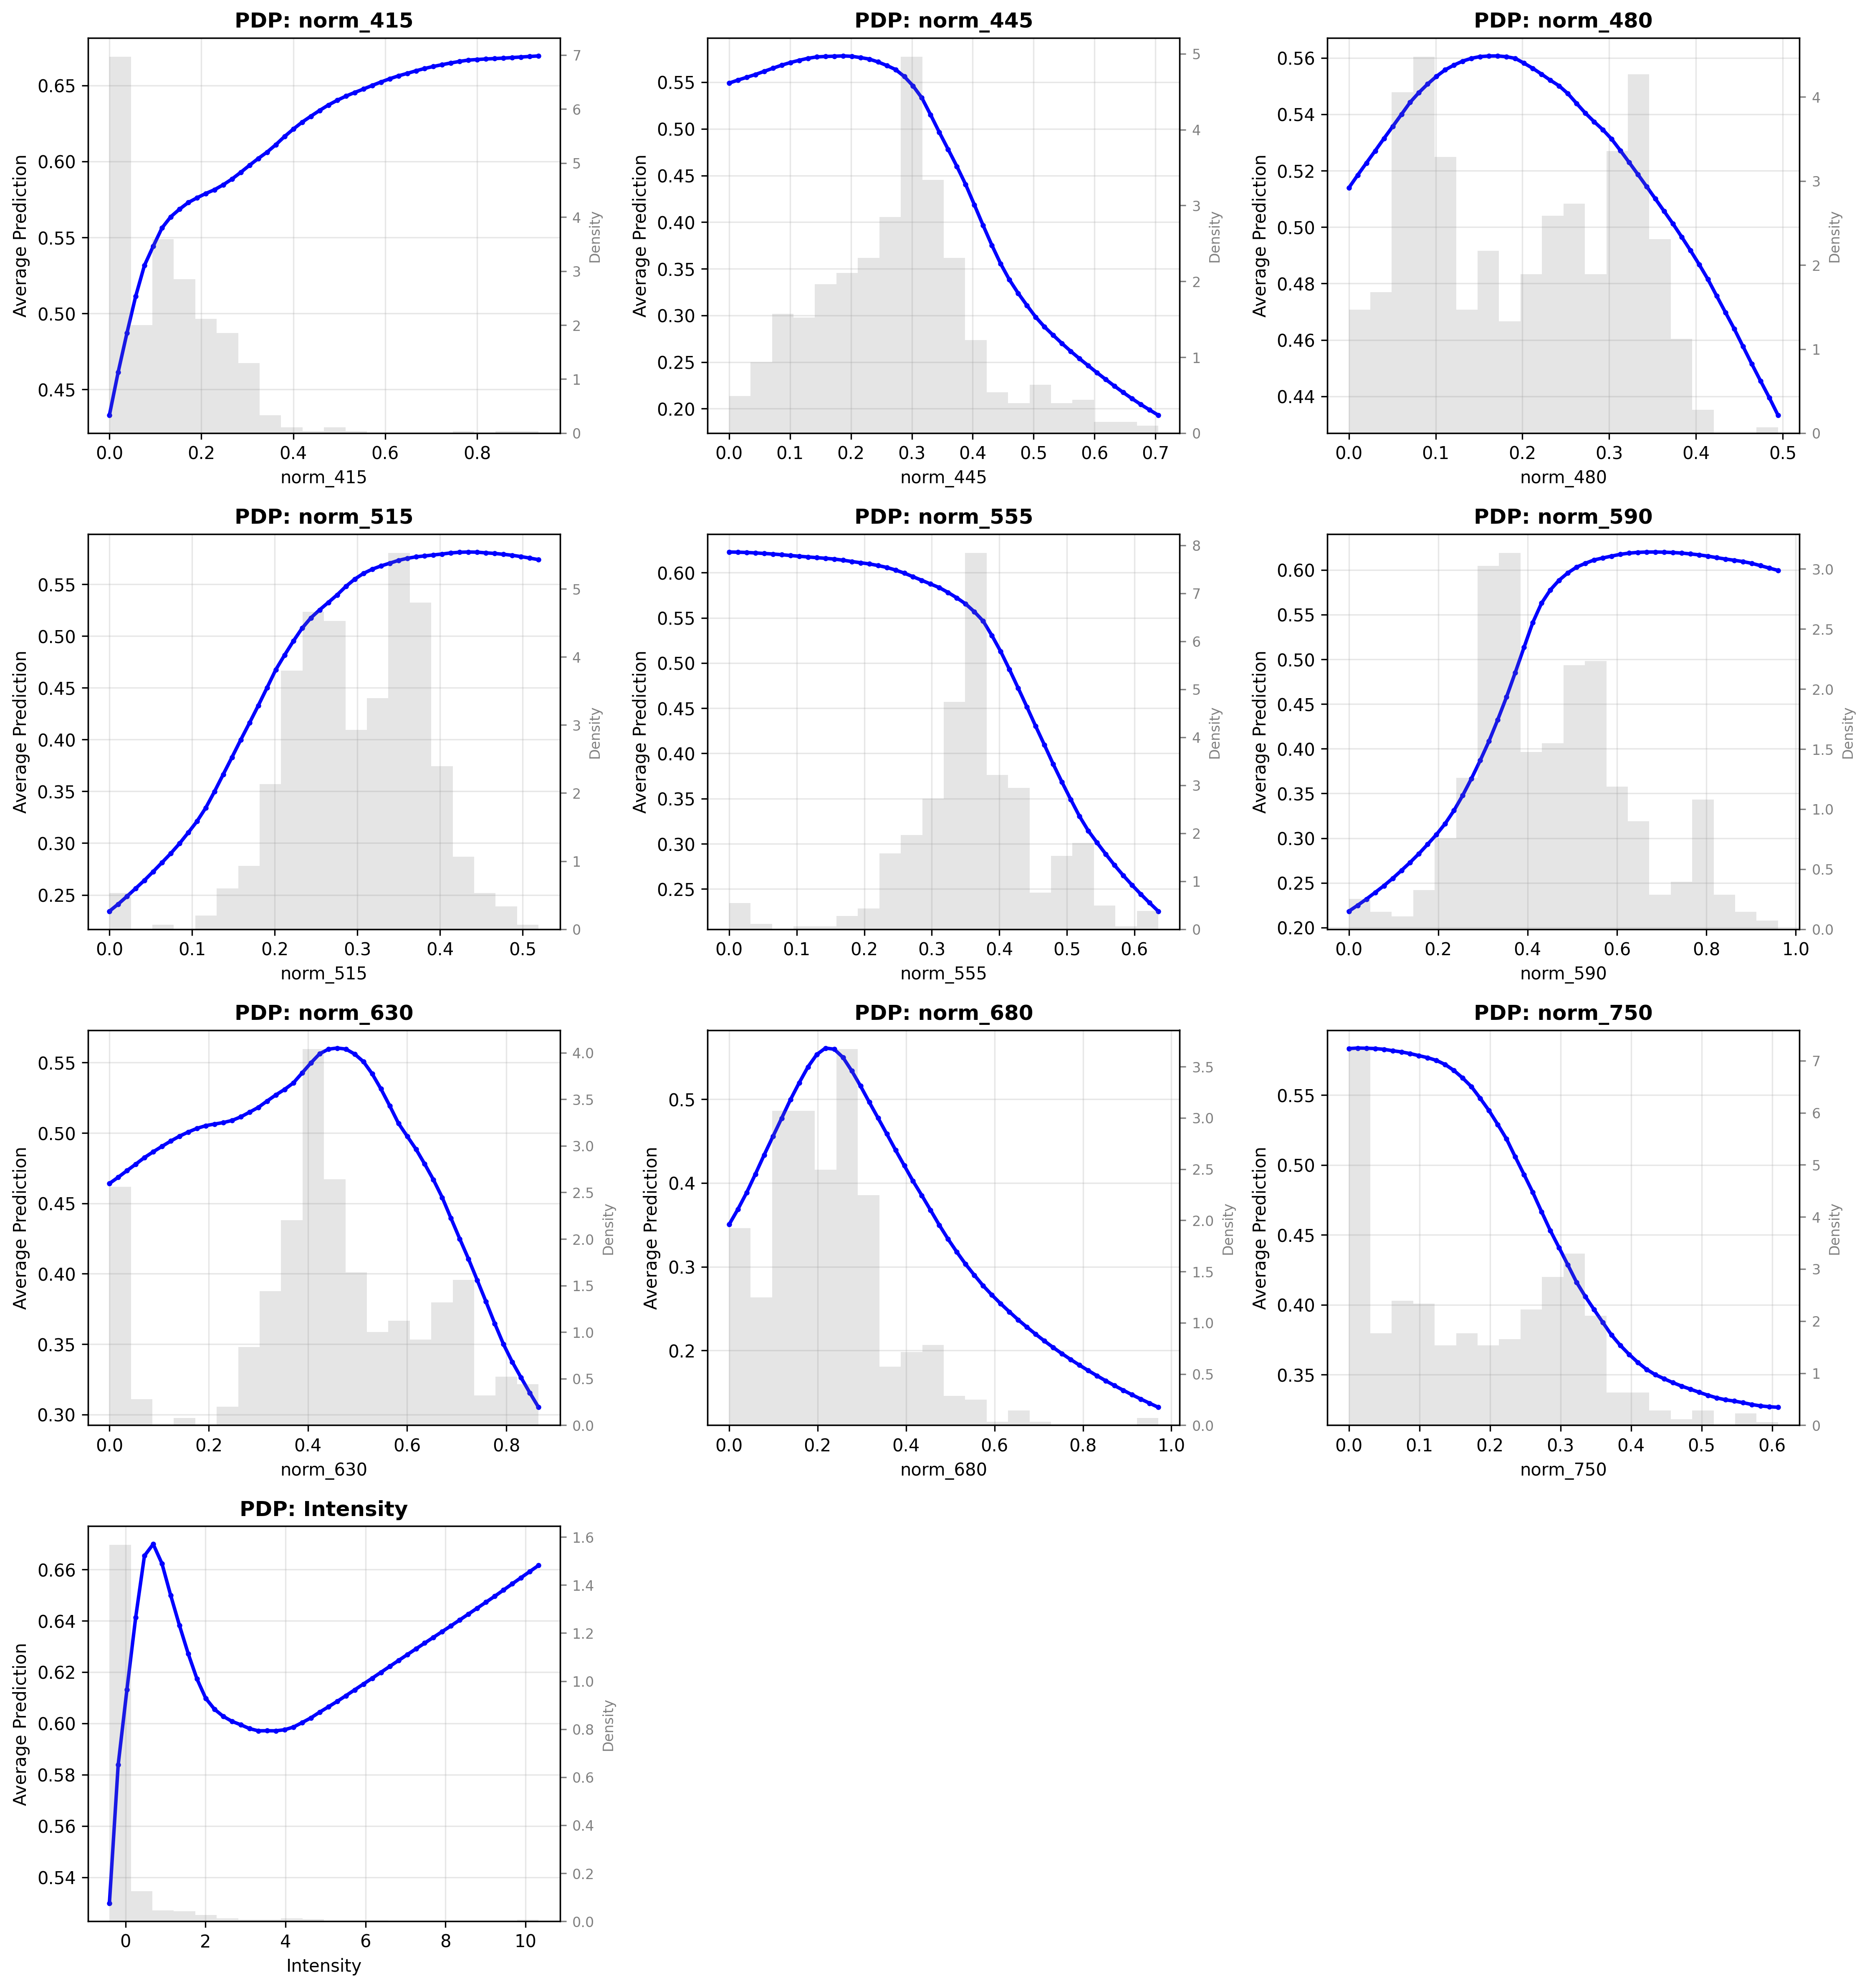 PDP: norm_415
0.65
0.60
0.55
0.50
0.45
Average Prediction
7
6
5
4
3
2
1
0
Density
0.0 0.2 0.4 0.6 0.8
norm_415
PDP: norm_445
0.55
0.50
0.45
0.40
0.35
0.30
0.25
0.20
Average Prediction
5
4
3
2
1
0
Density
0.0 0.1 0.2 0.3 0.4 0.5 0.6 0.7
norm_445
PDP: norm_480
0.56
0.54
0.52
0.50
0.48
0.46
0.44
Average Prediction
4
3
2
1
0
Density
0.0 0.1 0.2 0.3 0.4 0.5
norm_480
PDP: norm_515
0.55
0.50
0.45
0.40
0.35
0.30
0.25
Average Prediction
5
4
3
2
1
0
Density
0.0 0.1 0.2 0.3 0.4 0.5
norm_515
PDP: norm_555
0.60
0.55
0.50
0.45
0.40
0.35
0.30
0.25
Average Prediction
8
7
6
5
4
3
2
1
0
Density
0.0 0.1 0.2 0.3 0.4 0.5 0.6
norm_555
PDP: norm_590
0.60
0.55
0.50
0.45
0.40
0.35
0.30
0.25
0.20
Average Prediction
3.0
2.5
2.0
1.5
1.0
0.5
0.0
Density
0.0 0.2 0.4 0.6 0.8 1.0
norm_590
PDP: norm_630
0.55
0.50
0.45
0.40
0.35
0.30
Average Prediction
4.0
3.5
3.0
2.5
2.0
1.5
1.0
0.5
0.0
Density
0.0 0.2 0.4 0.6 0.8
norm_630
PDP: norm_680
0.5
0.4
0.3
0.2
Average Prediction
3.5
3.0
2.5
2.0
1.5
1.0
0.5
0.0
Density
0.0 0.2 0.4 0.6 0.8 1.0
norm_680
PDP: norm_750
0.55
0.50
0.45
0.40
0.35
Average Prediction
7
6
5
4
3
2
1
0
Density
0.0 0.1 0.2 0.3 0.4 0.5 0.6
norm_750
PDP: Intensity
0.66
0.64
0.62
0.60
0.58
0.56
0.54
Average Prediction
1.6
1.4
1.2
1.0
0.8
0.6
0.4
0.2
0.0
Density
0 2 4 6 8 10
Intensity